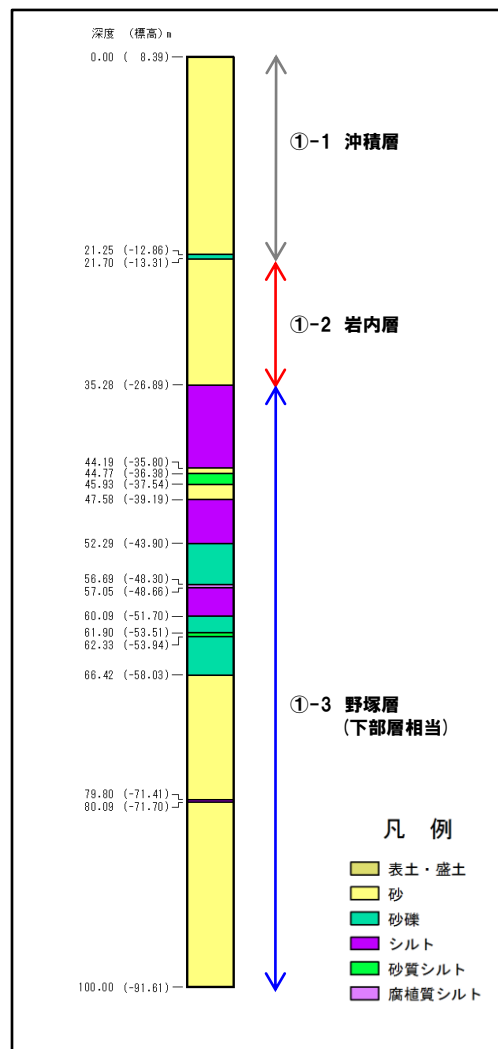 深度 (標高)m
0.00 ( 8.39)
①-1 沖積層
21.25 (-12.86)
21.70 (-13.31)
①-2 岩内層
35.28 (-26.89)
44.19 (-35.80)
44.77 (-36.38)
45.93 (-37.54)
47.58 (-39.19)
52.29 (-43.90)
56.69 (-48.30)
57.05 (-48.66)
60.09 (-51.70)
61.90 (-53.51)
62.33 (-53.94)
66.42 (-58.03)
①-3 野塚層
(下部層相当)
79.80 (-71.41)
80.09 (-71.70)
100.00 (-91.61)
凡 例
表土・盛土
砂
砂礫
シルト
砂質シルト
腐植質シルト